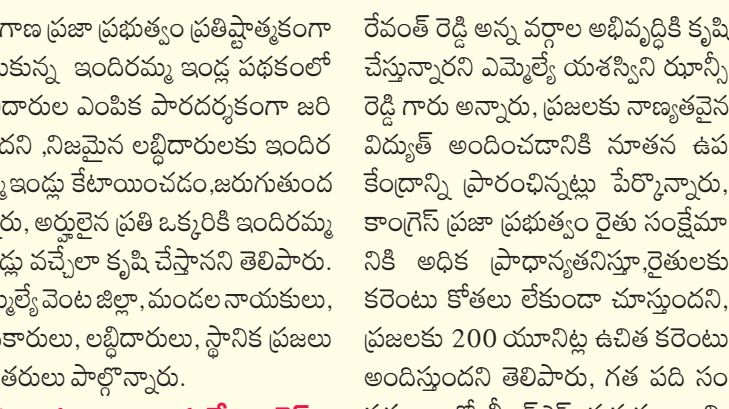 గాణ ప్రజా ప్రభుత్వం ప్రతిష్టాత్మకంగా
కున్న ఇందిరమ్మ ఇండ్ల పథకంలో
దారుల ఎంపిక పారదర్శకంగా జరి
దని ,నిజమైన లబ్ధిదారులకు ఇందిర
మ్మ ఇండ్లు కేటాయించడం,జరుగుతుంద
రు, అర్హులైన ప్రతి ఒక్కరికి ఇందిరమ్మ
డ్లు వచ్చేలా కృషి చేస్తానని తెలిపారు.
మ్మెల్యే వెంట జిల్లా, మండల నాయకులు,
కారులు, లబ్ధిదారులు, స్థానిక ప్రజలు
తరులు పాల్గొన్నారు.
రేవంత్ రెడ్డి అన్న వర్గాల అభివృద్ధికి కృషి
చేస్తున్నారని ఎమ్మెల్యే యశస్విని ఝాన్సీ
రెడ్డి గారు అన్నారు, ప్రజలకు నాణ్యతవైన
విద్యుత్ అందించడానికి నూతన ఉప
కేంద్రాన్ని ప్రారంభిన్నట్లు పేర్కొన్నారు,
కాంగ్రెస్ ప్రజా ప్రభుత్వం రైతు సంక్షేమా
నికి అధిక ప్రాధాన్యతనిస్తూ,రైతులకు
కరెంటు కోతలు లేకుండా చూస్తుందని,
ప్రజలకు 200 యూనిట్ల ఉచిత కరెంటు
అందిస్తుందని తెలిపారు, గత పది సం